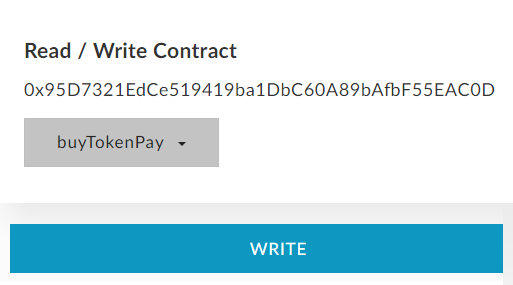 Read / Write Contract
0x95D7321EdCe519419ba1DbC60A89bAfbF55EAC0D
buyTokenPay
WRITE